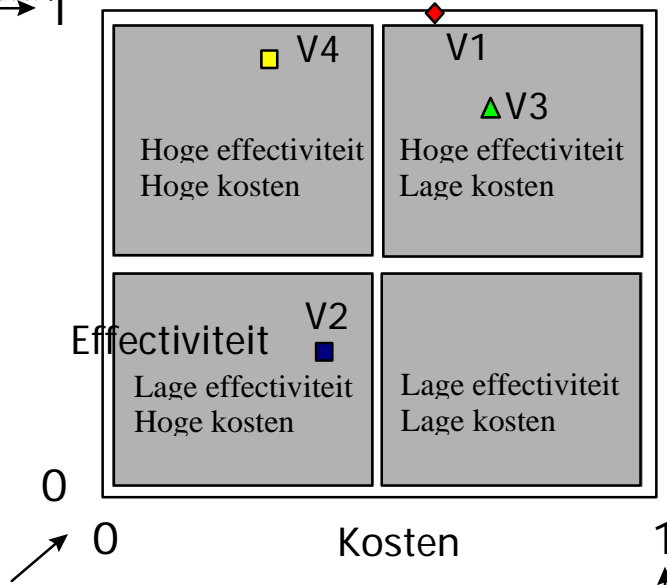 1
V4
V1
V3
Hoge effectiviteit
Hoge kosten
Hoge effectiviteit
Lage kosten
V2
Effectiviteit
Lage effectiviteit
Hoge kosten
Lage effectiviteit
Lage kosten
0
0
Kosten
1